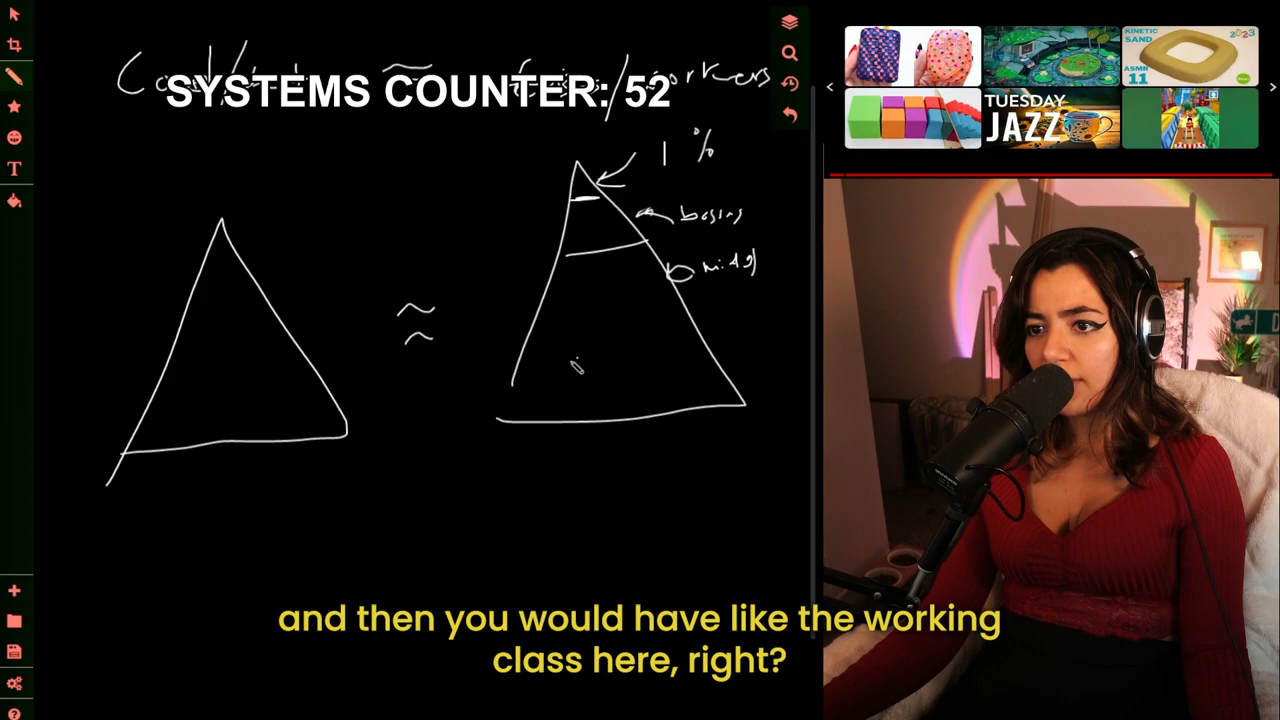 SYSTEMS COUNTER: 52
1 %
KINETIC
SAND
2023
ASMR
11
TUESDAY
JAZZ
and then you would have like the working
class here, right?